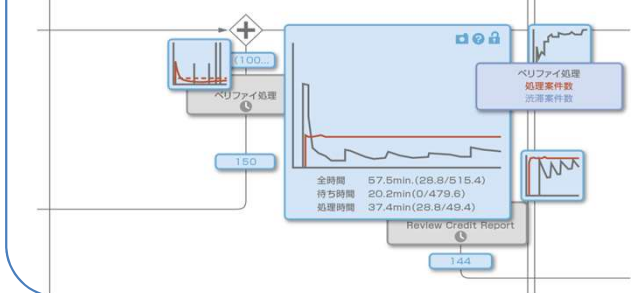 (100...
ベリファイ処理
150
全時間 57.5min.(28.8/515.4)
待ち時間 20.2min(0/479.6)
処理時間 37.4min(28.8/49.4)
ベリファイ処理
処理案件数
渋滞案件数
Review Credit Report
144